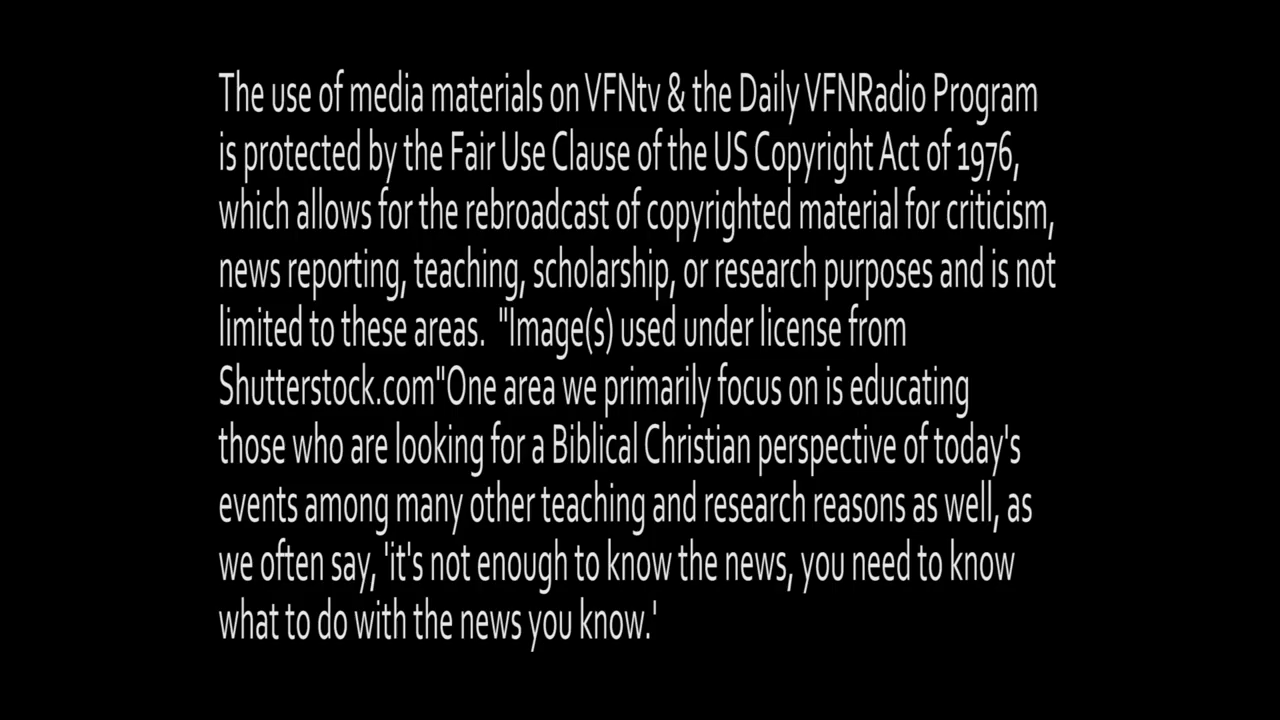 The use of media materials on VFNtv & the Daily VFNRadio Program
is protected by the Fair Use Clause of the US Copyright Act of 1976,
which allows for the rebroadcast of copyrighted material for criticism,
news reporting, teaching, scholarship, or research purposes and is not
limited to these areas.  "Image(s) used under license from
Shutterstock.com"One area we primarily focus on is educating
those who are looking for a Biblical Christian perspective of today's
events among many other teaching and research reasons as well, as
we often say, 'it's not enough to know the news, you need to know
what to do with the news you know.'